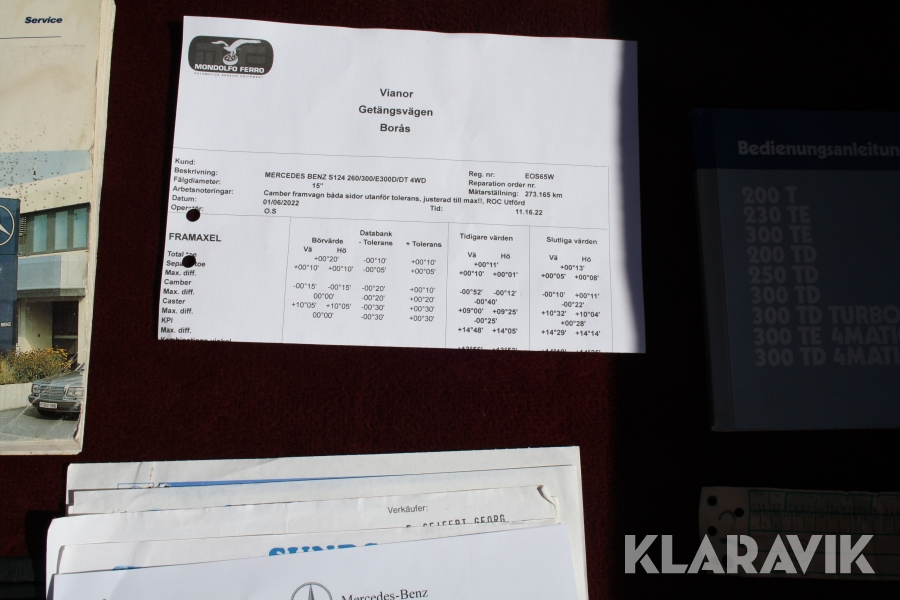 Service
MONDOLFO FERRO
Vianor
Getängsvägen
Borås
Kund:
Beskrivning: MERCEDES BENZ S124 260/300/E300D/DT 4WD
Fälgdiameter: 15"
Arbetsnoteringar: Camber framvagn båda sidor utanför tolerans, justerad till max!!, ROC Utförd
Datum: 01/06/2022 Tid: 11.16.22
Operatör: O.S
Reg. nr: EOS65W
Reparation order nr.
Mätarställning: 273.165 km
FRAMAXEL
Databank
Börvärde - Tolerans + Tolerans
Tidigare värden
Slutliga värden
Vä Hö
Vä Hö
Vä Hö
Total toe +00°20' -00°10' +00°10' +00°11' +00°13'
Separat toe +00°10' +00°10' -00°05' +00°05' +00°10' +00°01' +00°05' +00°08'
Max. diff.
Camber -00°15' -00°15' -00°20' +00°10' -00°52' -00°12' -00°10' +00°11'
Max. diff. 00°00' -00°20' +00°20' -00°40' -00°22'
Caster +10°05' +10°05' -00°30' +00°30' +09°00' +09°25' +10°32' +10°04'
Max. diff. 00°00' -00°30' +00°30' -00°25' +00°28'
KPI +14°48' +14°05' +14°29' +14°14'
Max. diff.
Bedienungsanleitung
200 T
230 TE
300 TE
200 TD
250 TD
300 TD
300 TD TURBO
300 TE 4MATIC
300 TD 4MATIC
Verkäufer:
SEIFERT GEORG
Mercedes-Benz
KLARAVIK